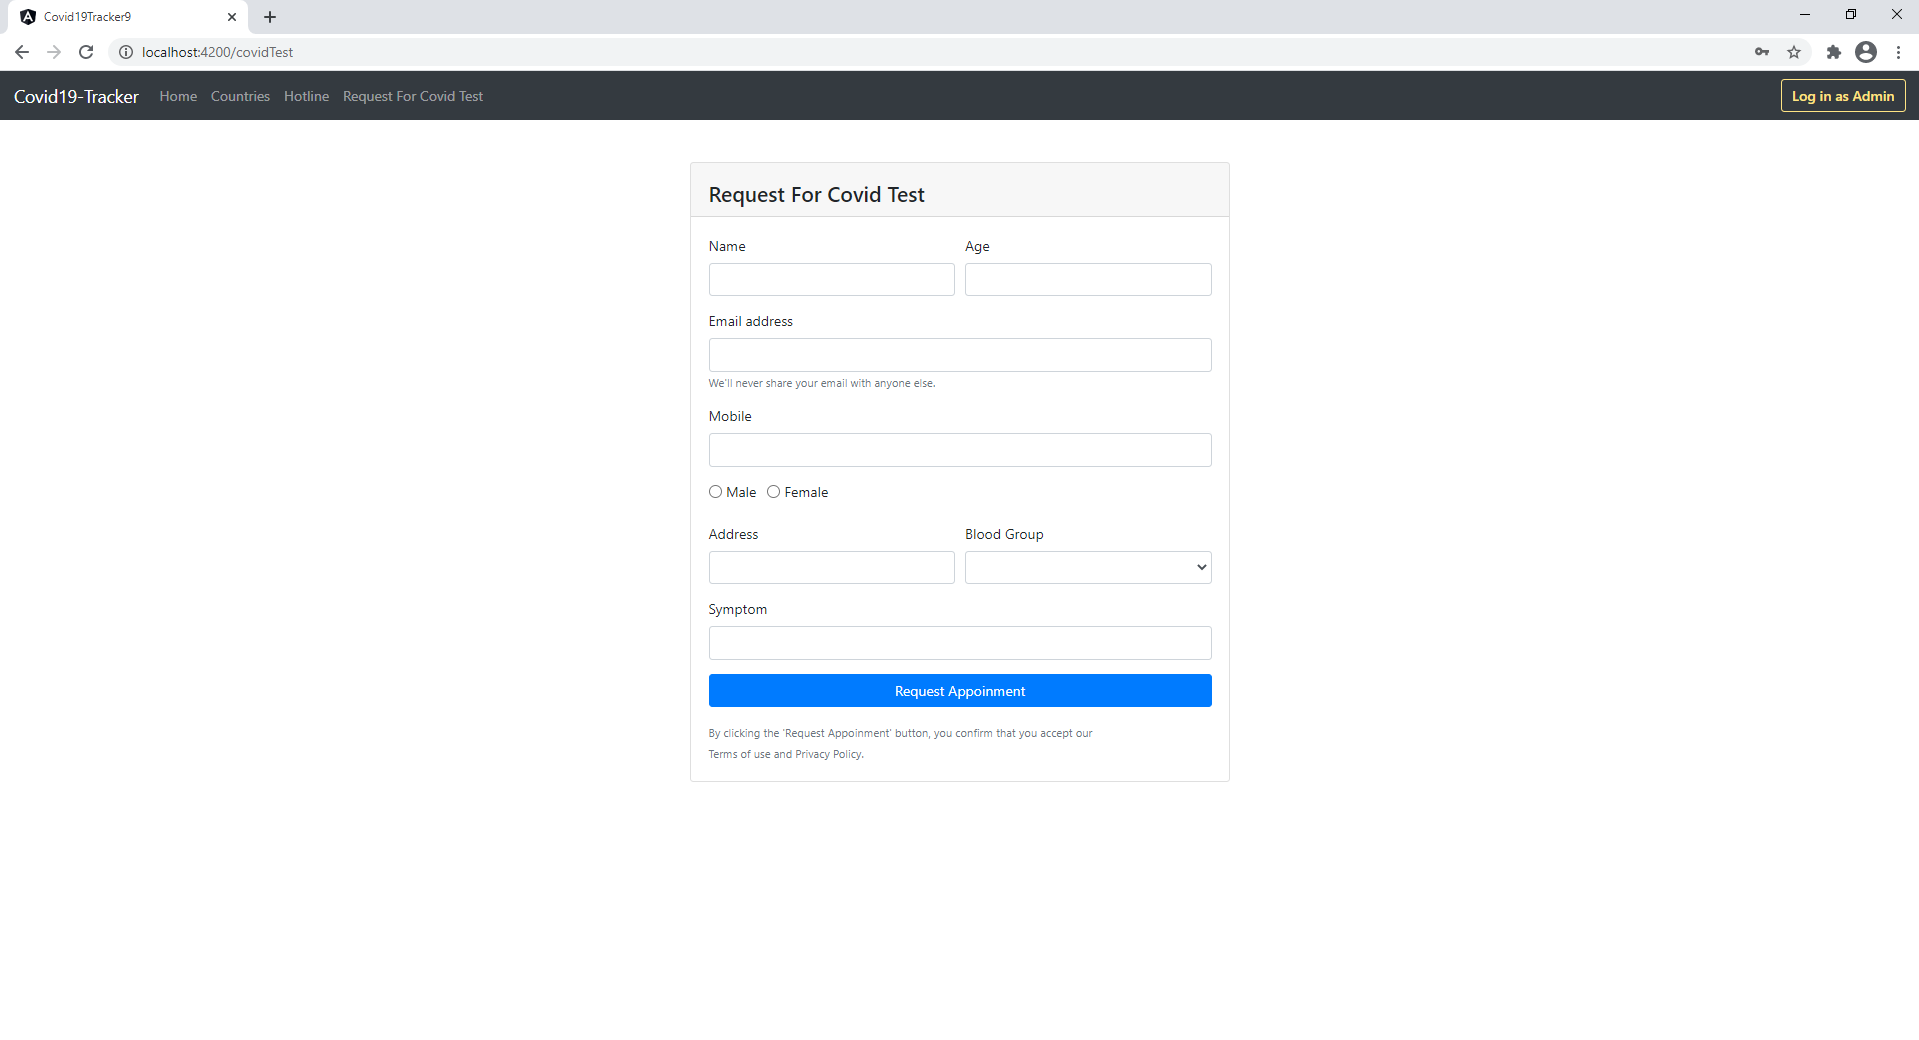 Covid19Tracker9
localhost:4200/covidTest
Covid19-Tracker Home Countries Hotline Request For Covid Test Log in as Admin
Request For Covid Test
Name Age
Email address
We'll never share your email with anyone else.
Mobile
Male Female
Address Blood Group
Symptom
Request Appoinment
By clicking the 'Request Appoinment' button, you confirm that you accept our
Terms of use and Privacy Policy.